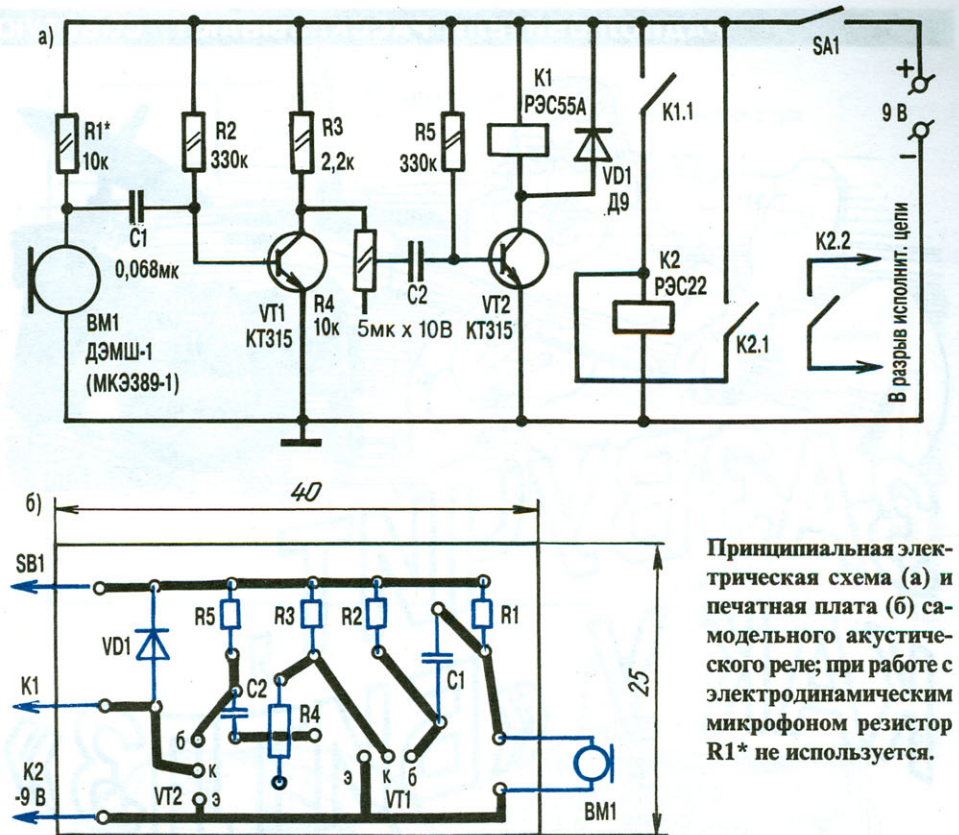 а)
SA1
+
9 В
–
R1*
10к
R2
330к
R3
2,2к
R5
330к
K1
РЭС55А
K1.1
VD1
Д9
C1
0,068мк
BM1
ДЭМШ-1
(МКЭ389-1)
VT1
КТ315
R4
10к
C2
5мк x 10В
VT2
КТ315
K2
РЭС22
K2.1
K2.2
В разрыв исполнит. цепи
б)
40
25
SB1
K1
K2
-9 В
VD1
R5
R3
R2
R1
C2
R4
C1
б
к
э
VT2
э
к
б
VT1
BM1
Принципиальная элек-
трическая схема (а) и
печатная плата (б) са-
модельного акустиче-
ского реле; при работе с
электродинамическим
микрофоном резистор
R1* не используется.